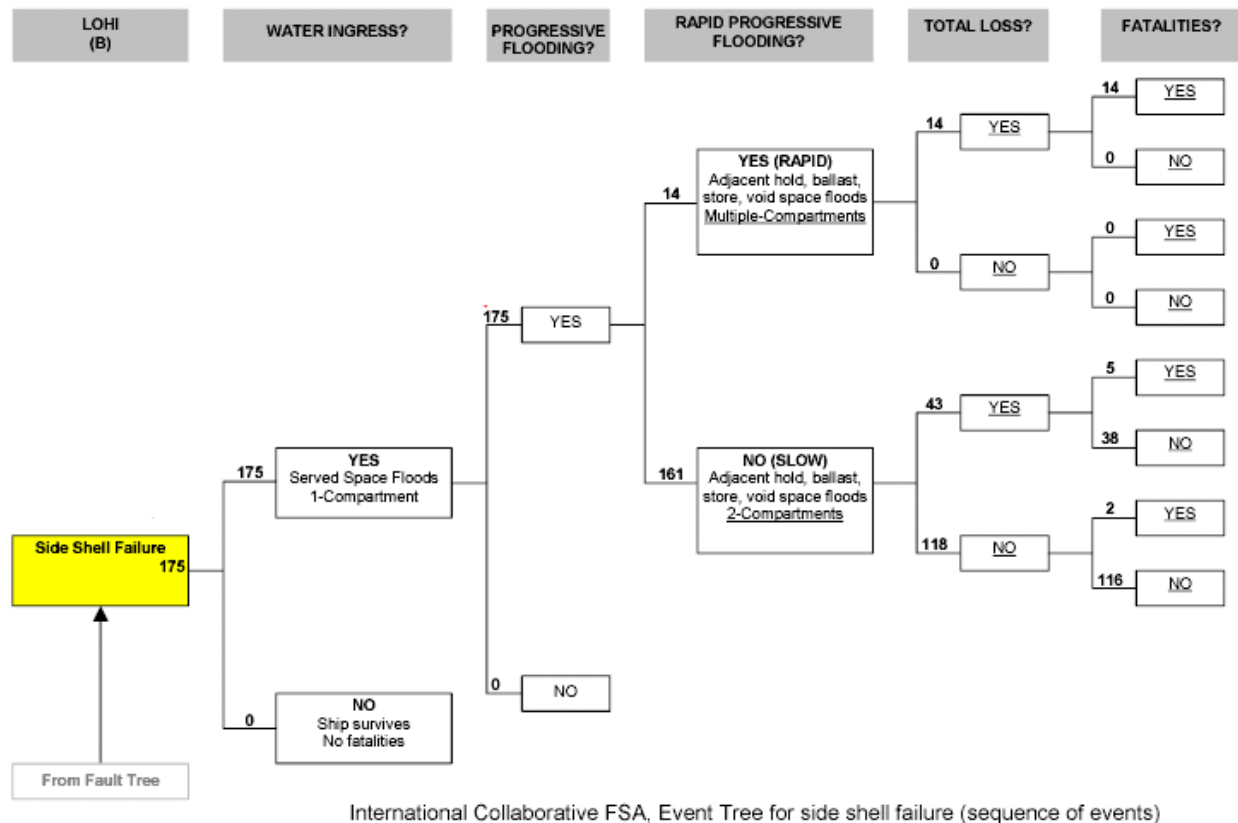 LOHI
(B)
WATER INGRESS?
PROGRESSIVE
FLOODING?
RAPID PROGRESSIVE
FLOODING?
TOTAL LOSS?
FATALITIES?
Side Shell Failure
175
From Fault Tree
175
YES
Served Space Floods
1-Compartment
0
NO
Ship survives
No fatalities
175
YES
0
NO
14
YES (RAPID)
Adjacent hold, ballast,
store, void space floods
Multiple-Compartments
161
NO (SLOW)
Adjacent hold, ballast,
store, void space floods
2-Compartments
14
YES
0
NO
43
YES
118
NO
14
YES
0
NO
0
YES
0
NO
5
YES
38
NO
2
YES
116
NO
International Collaborative FSA, Event Tree for side shell failure (sequence of events)